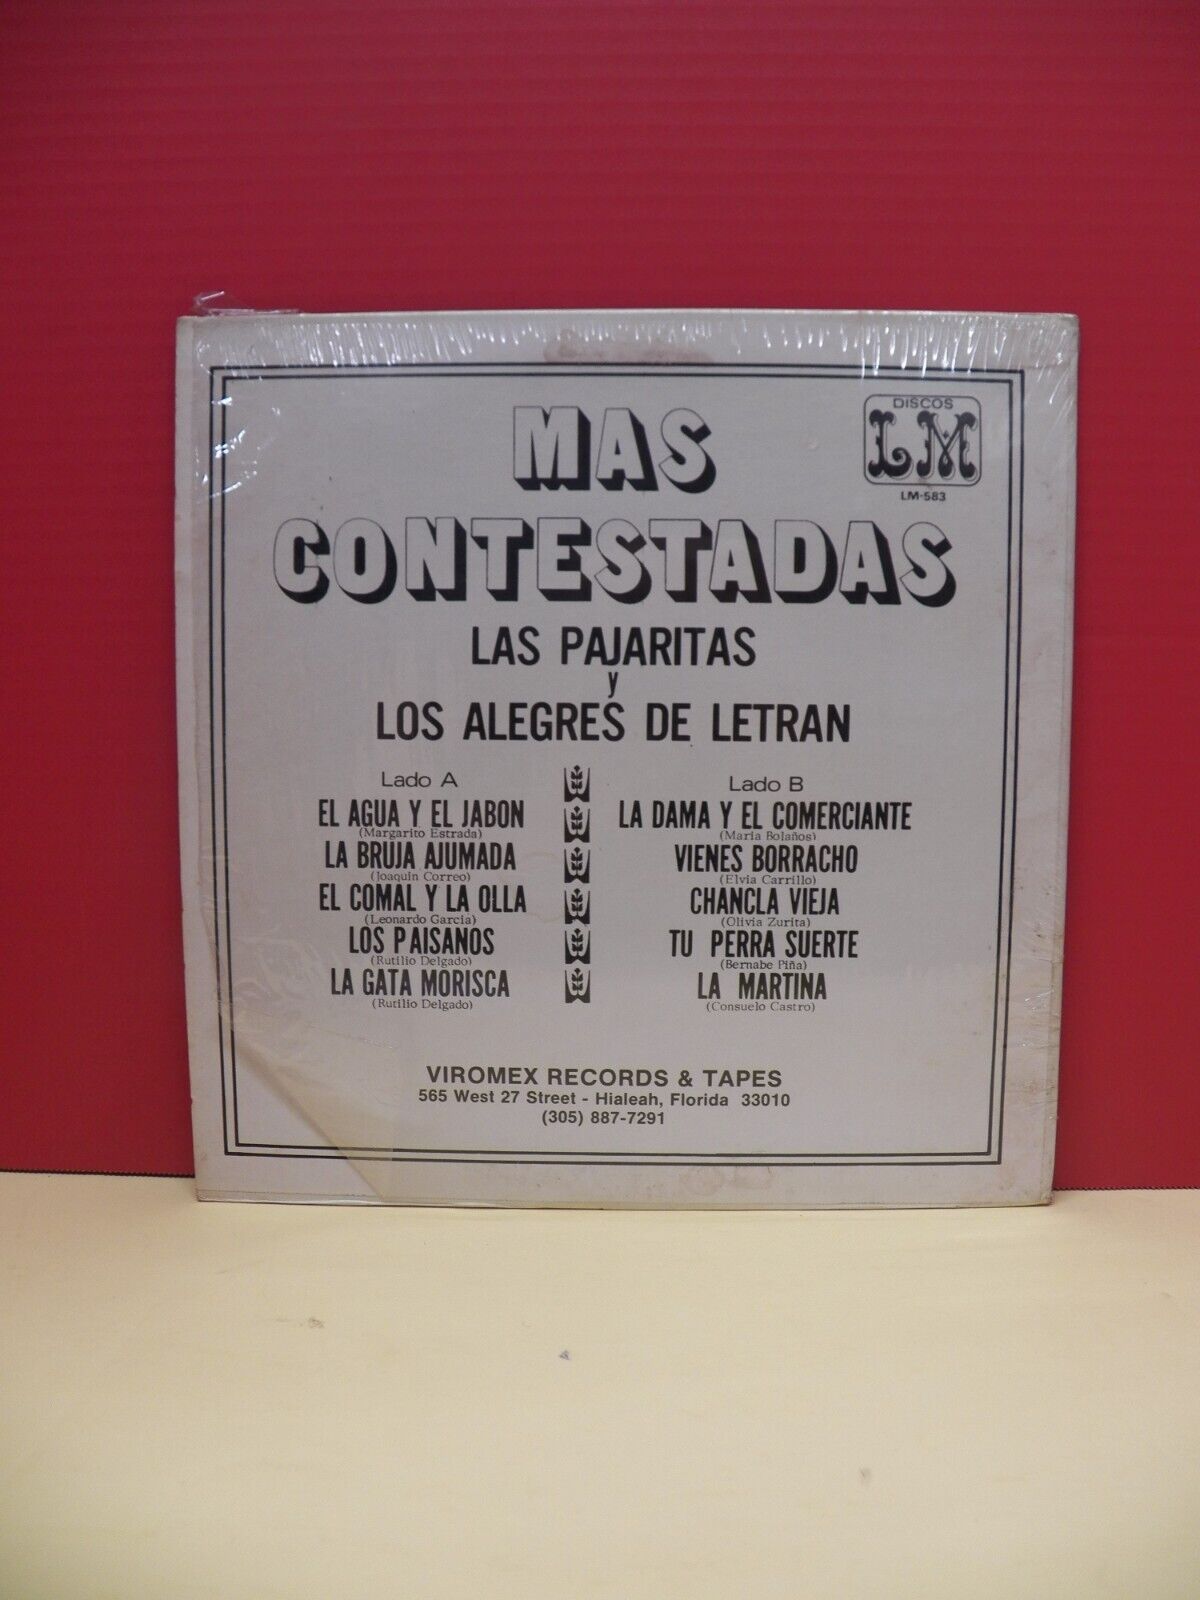 DISCOS
LM
LM-583
MAS
CONTESTADAS
LAS PAJARITAS
y
LOS ALEGRES DE LETRAN
Lado A
EL AGUA Y EL JABON
(Margarito Estrada)
LA BRUJA AJUMADA
(Joaquin Correo)
EL COMAL Y LA OLLA
(Leonardo Garcia)
LOS PAISANOS
(Rutilio Delgado)
LA GATA MORISCA
(Rutilio Delgado)
Lado B
LA DAMA Y EL COMERCIANTE
(Maria Bolaños)
VIENES BORRACHO
(Elvia Carrillo)
CHANCLA VIEJA
(Olivia Zurita)
TU PERRA SUERTE
(Bernabe Piña)
LA MARTINA
(Consuelo Castro)
VIROMEX RECORDS & TAPES
565 West 27 Street - Hialeah, Florida 33010
(305) 887-7291